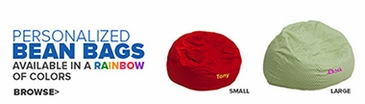 PERSONALIZED
BEAN BAGS
AVAILABLE IN A RAINBOW
OF COLORS
BROWSE>
Tony
SMALL
LARGE